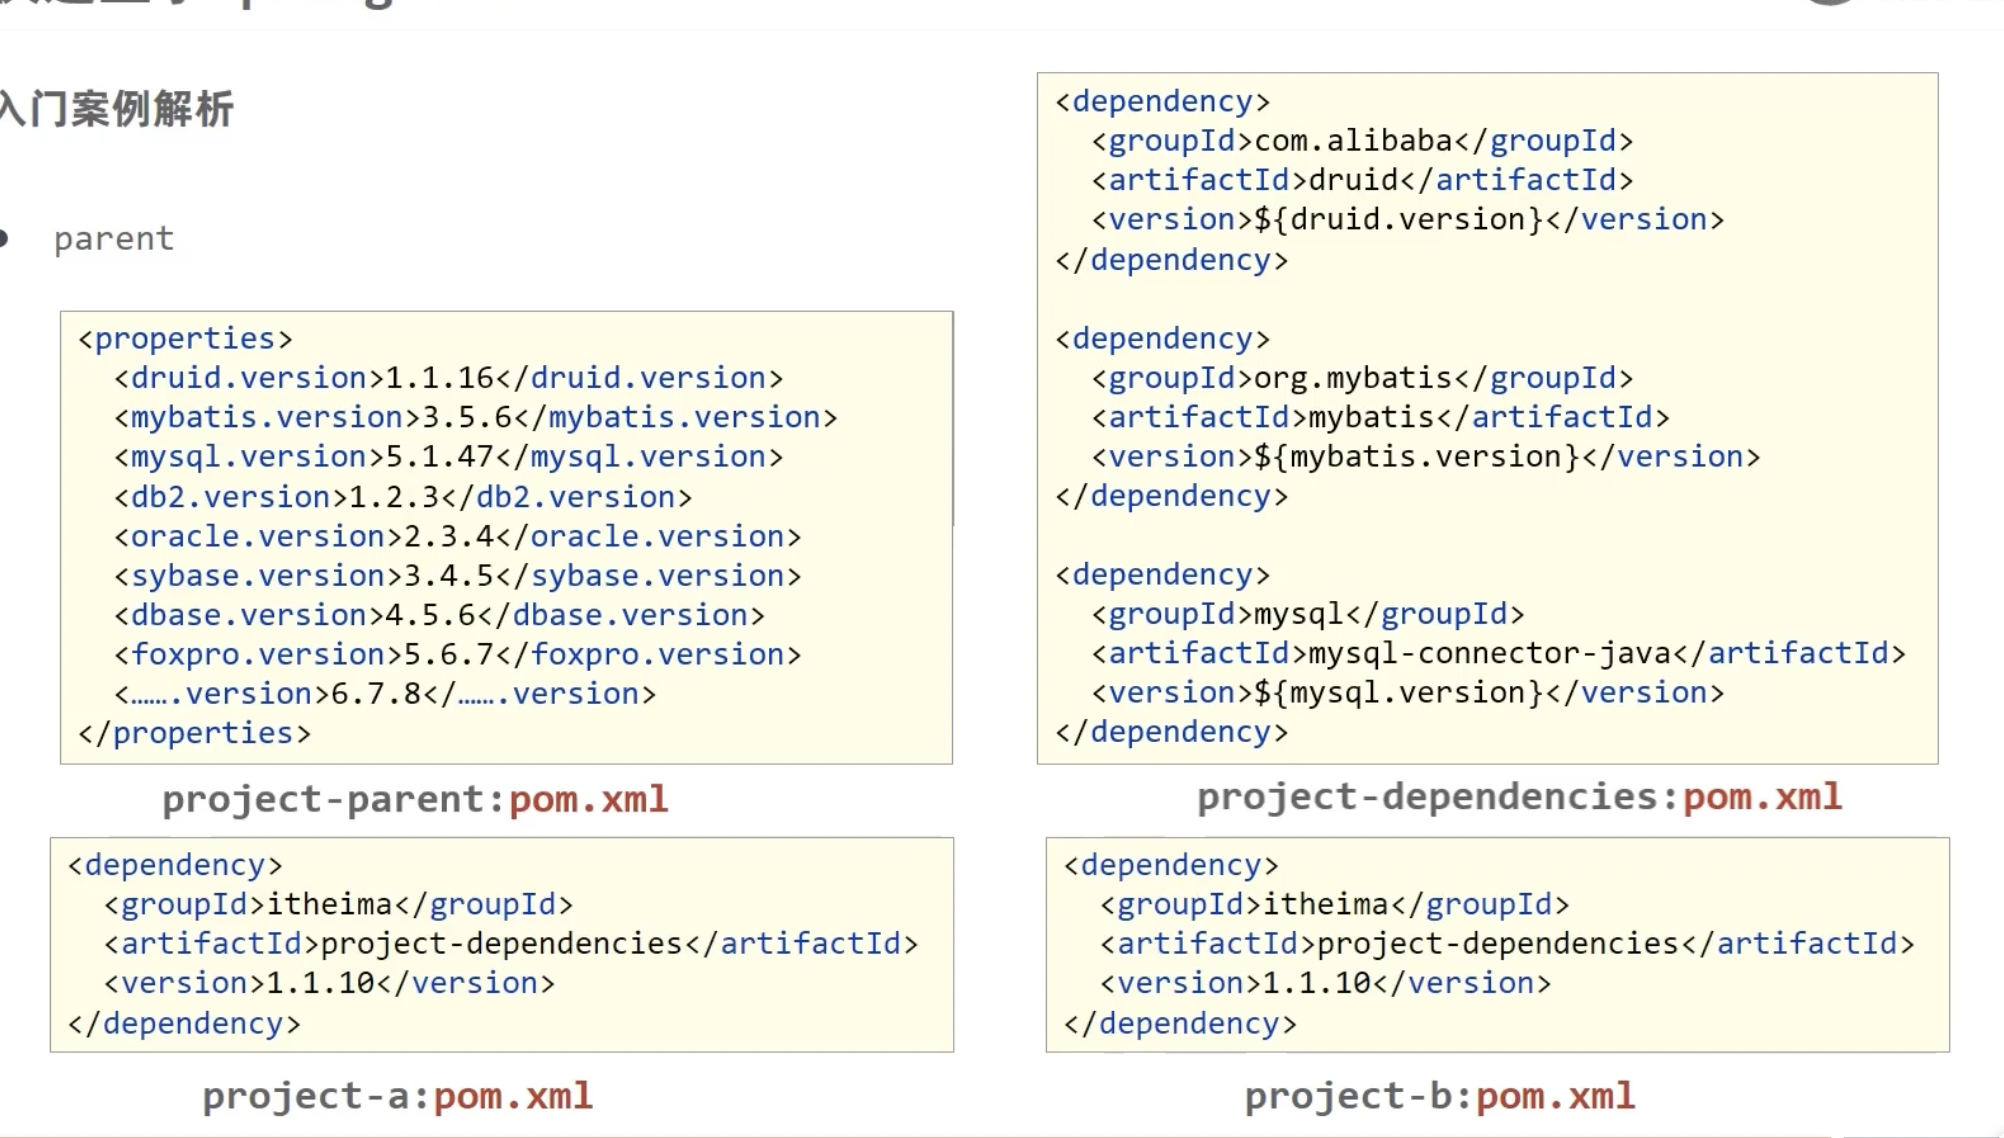 入门案例解析
parent
<properties>
<druid.version>1.1.16</druid.version>
<mybatis.version>3.5.6</mybatis.version>
<mysql.version>5.1.47</mysql.version>
<db2.version>1.2.3</db2.version>
<oracle.version>2.3.4</oracle.version>
<sybase.version>3.4.5</sybase.version>
<dbase.version>4.5.6</dbase.version>
<foxpro.version>5.6.7</foxpro.version>
<…….version>6.7.8</…….version>
</properties>
project-parent:pom.xml
<dependency>
<groupId>com.alibaba</groupId>
<artifactId>druid</artifactId>
<version>${druid.version}</version>
</dependency>
<dependency>
<groupId>org.mybatis</groupId>
<artifactId>mybatis</artifactId>
<version>${mybatis.version}</version>
</dependency>
<dependency>
<groupId>mysql</groupId>
<artifactId>mysql-connector-java</artifactId>
<version>${mysql.version}</version>
</dependency>
project-dependencies:pom.xml
<dependency>
<groupId>itheima</groupId>
<artifactId>project-dependencies</artifactId>
<version>1.1.10</version>
</dependency>
project-a:pom.xml
<dependency>
<groupId>itheima</groupId>
<artifactId>project-dependencies</artifactId>
<version>1.1.10</version>
</dependency>
project-b:pom.xml